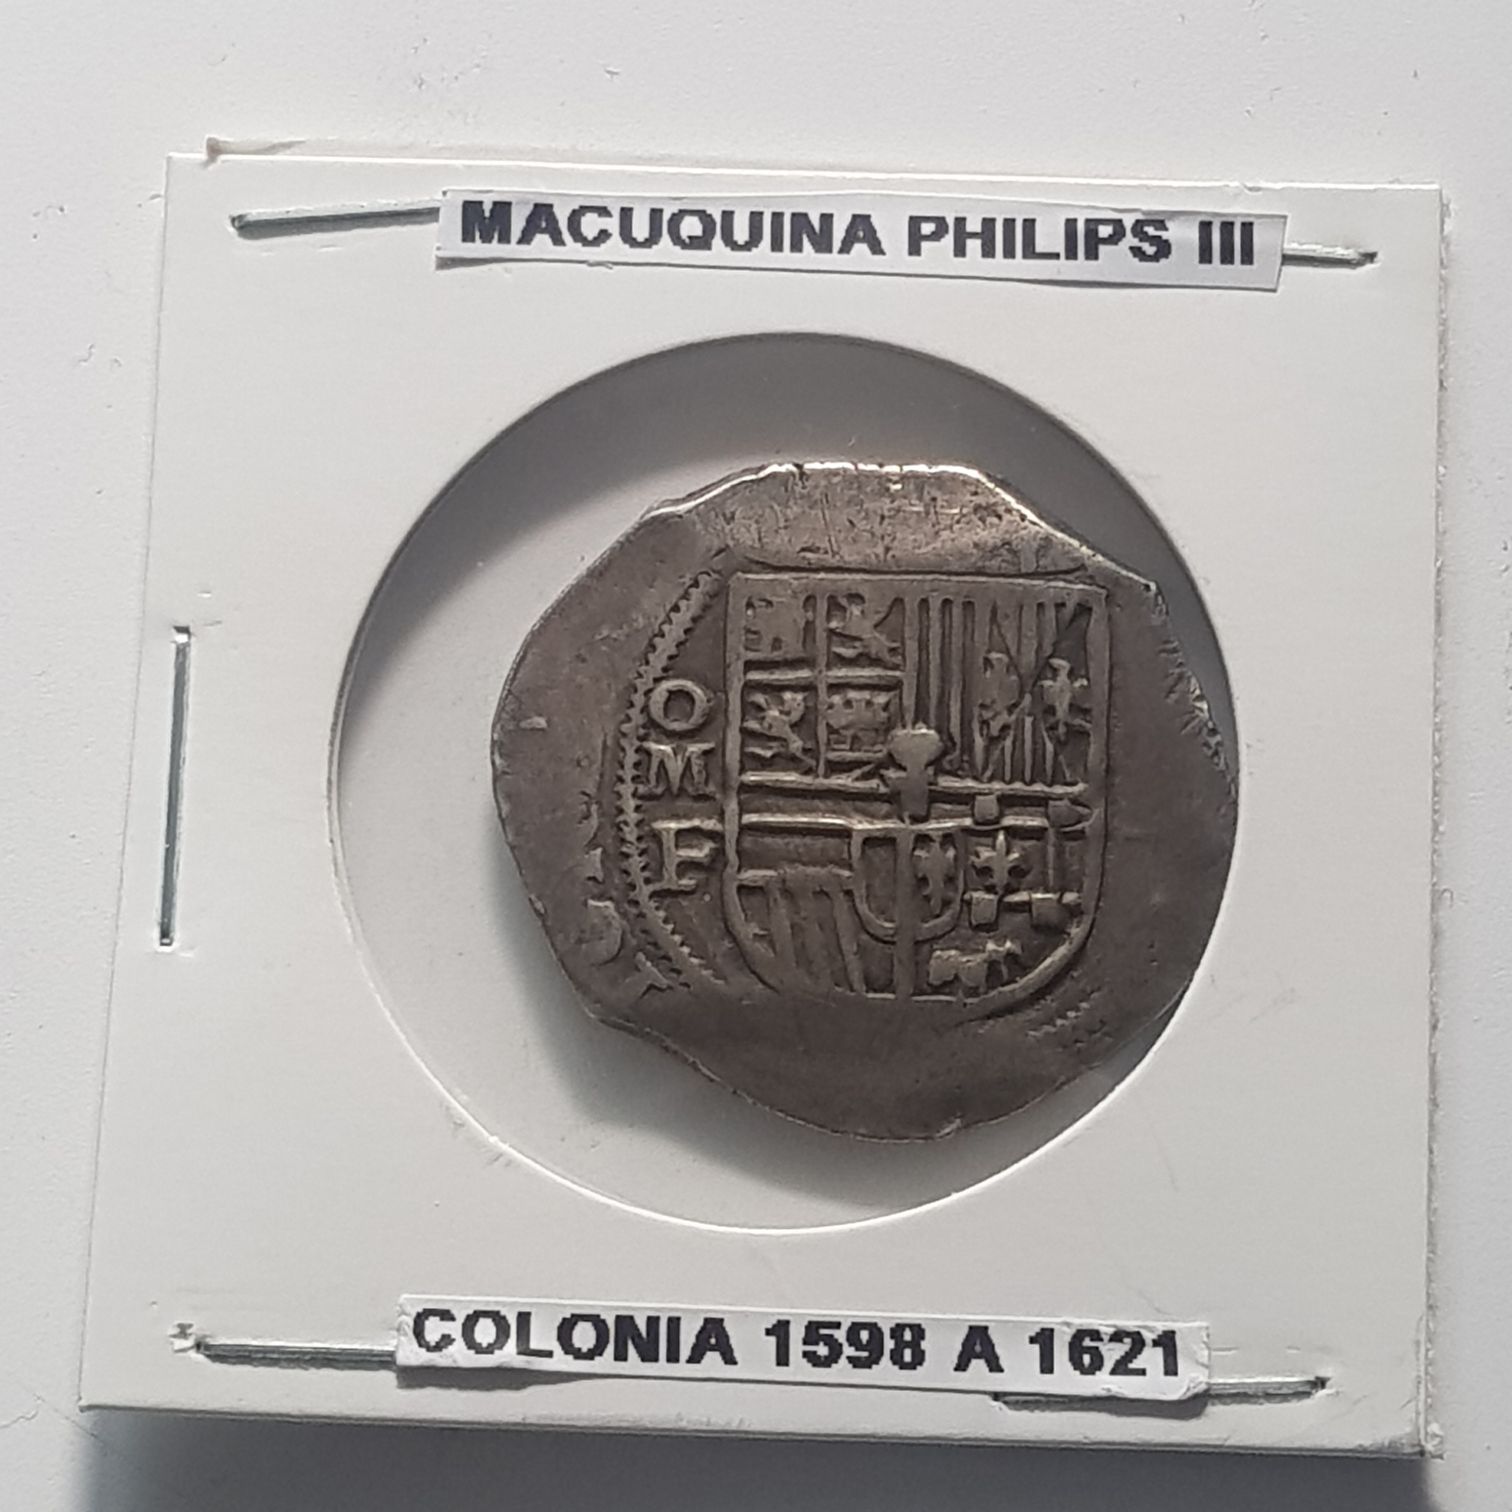 MACUQUINA PHILIPS III
O
M
F
COLONIA 1598 A 1621